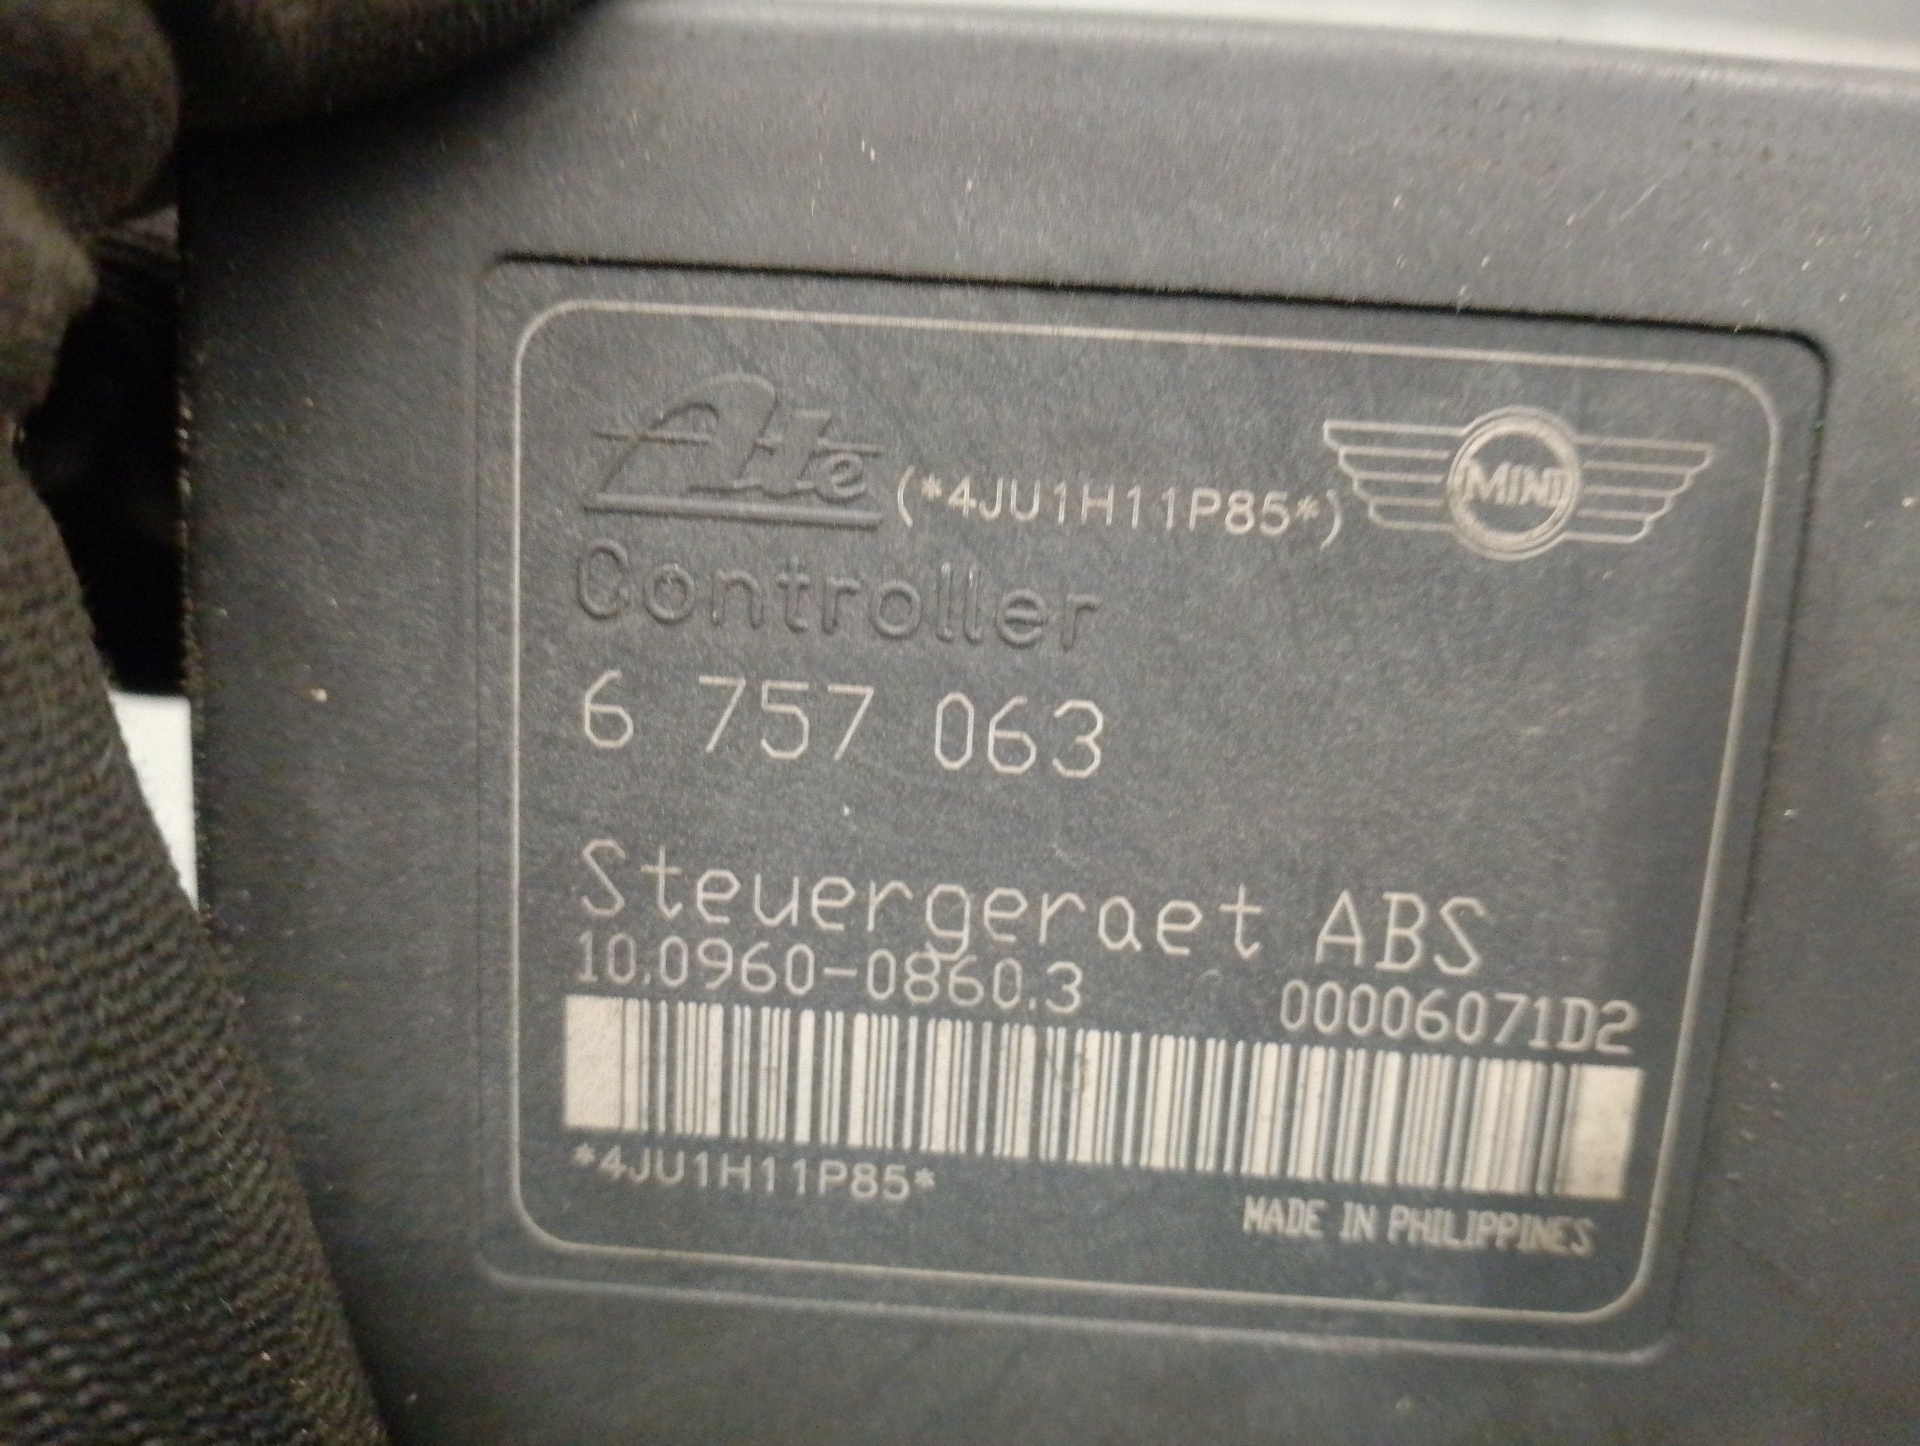 Ate (*4JU1H11P85*) MINI
Controller
6 757 063
Steuergeraet ABS
10.0960-0860.3 00006071D2
*4JU1H11P85*
MADE IN PHILIPPINES